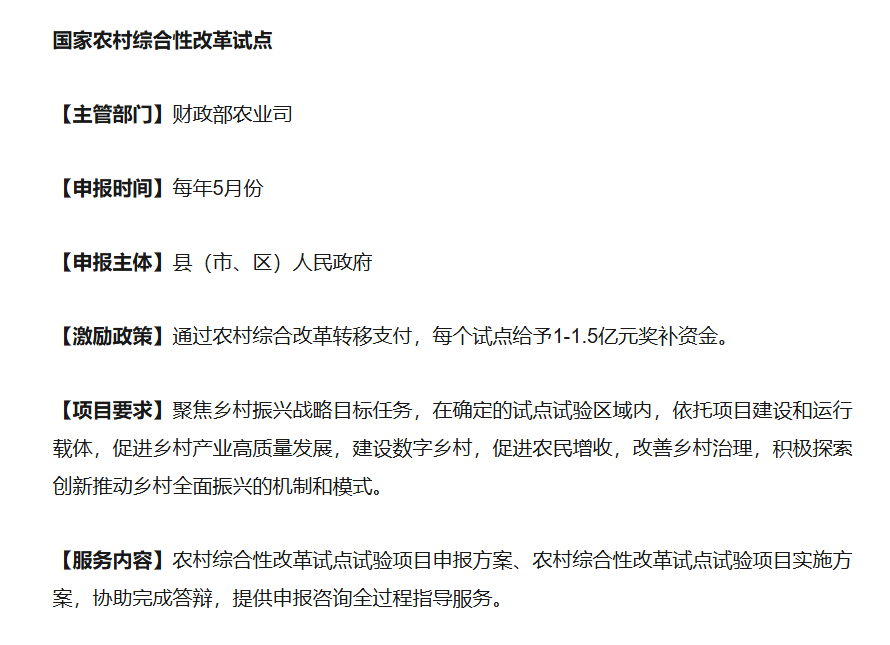 国家农村综合性改革试点
【主管部门】财政部农业司
【申报时间】每年5月份
【申报主体】县（市、区）人民政府
【激励政策】通过农村综合改革转移支付，每个试点给予1-1.5亿元奖补资金。
【项目要求】聚焦乡村振兴战略目标任务，在确定的试点试验区域内，依托项目建设和运行
载体，促进乡村产业高质量发展，建设数字乡村，促进农民增收，改善乡村治理，积极探索
创新推动乡村全面振兴的机制和模式。
【服务内容】农村综合性改革试点试验项目申报方案、农村综合性改革试点试验项目实施方
案，协助完成答辩，提供申报咨询全过程指导服务。